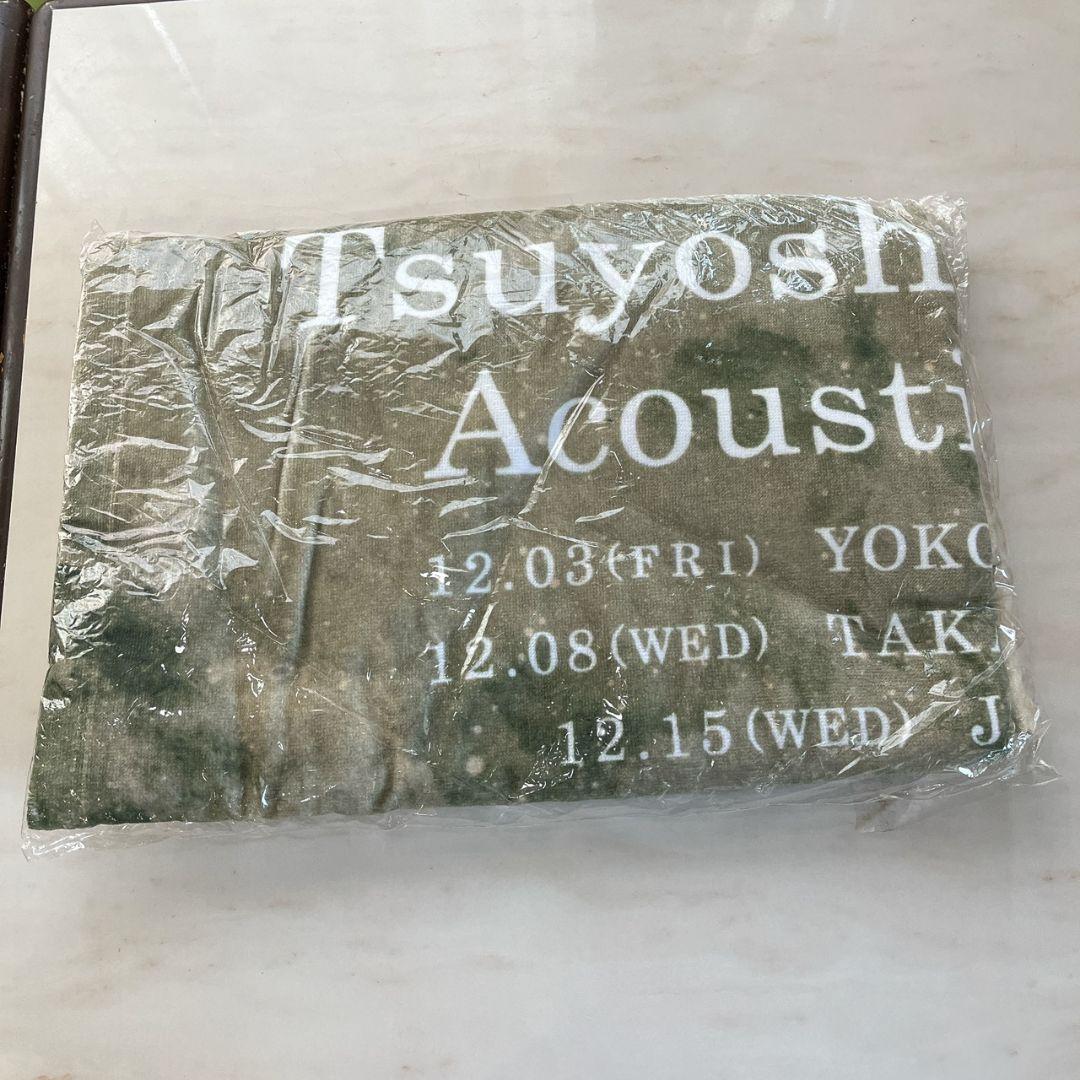 Tsuyosh
Acousti
12.03(FRI) YOKO
12.08(WED) TAK
12.15(WED) J